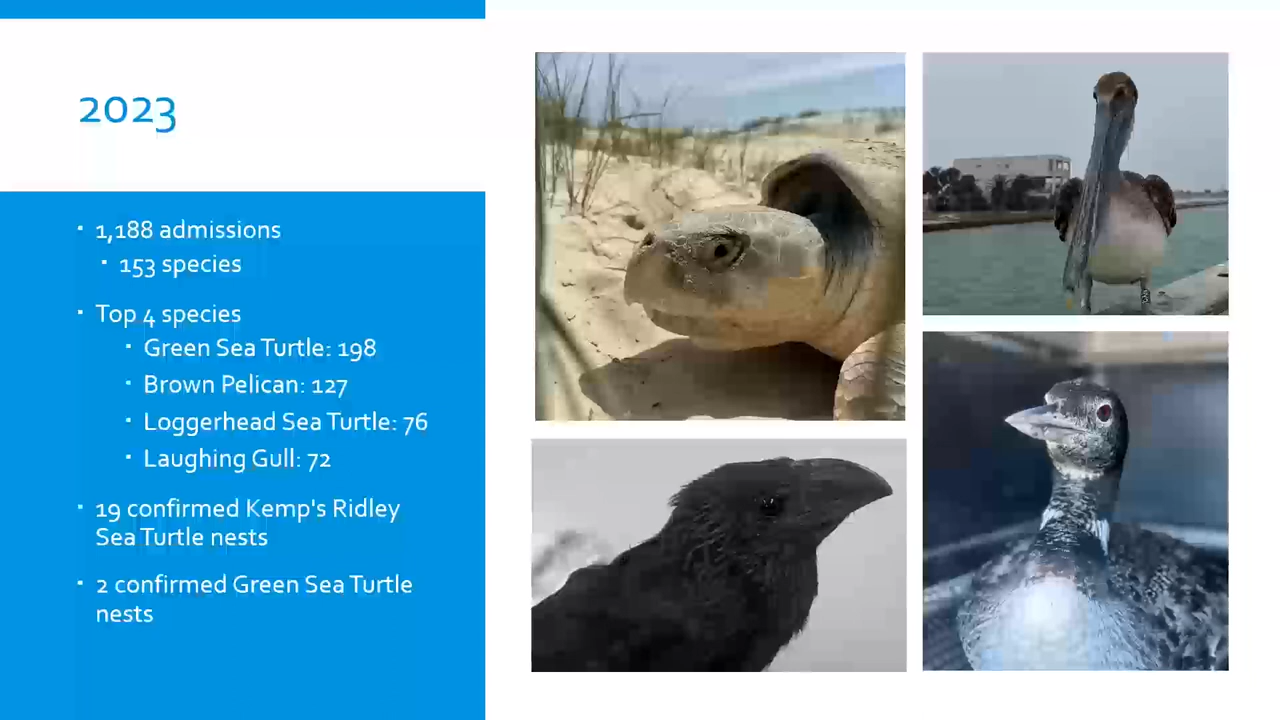 2023
1,188 admissions
153 species
Top 4 species
Green Sea Turtle: 198
Brown Pelican: 127
Loggerhead Sea Turtle: 76
Laughing Gull: 72
19 confirmed Kemp's Ridley
Sea Turtle nests
2 confirmed Green Sea Turtle
nests